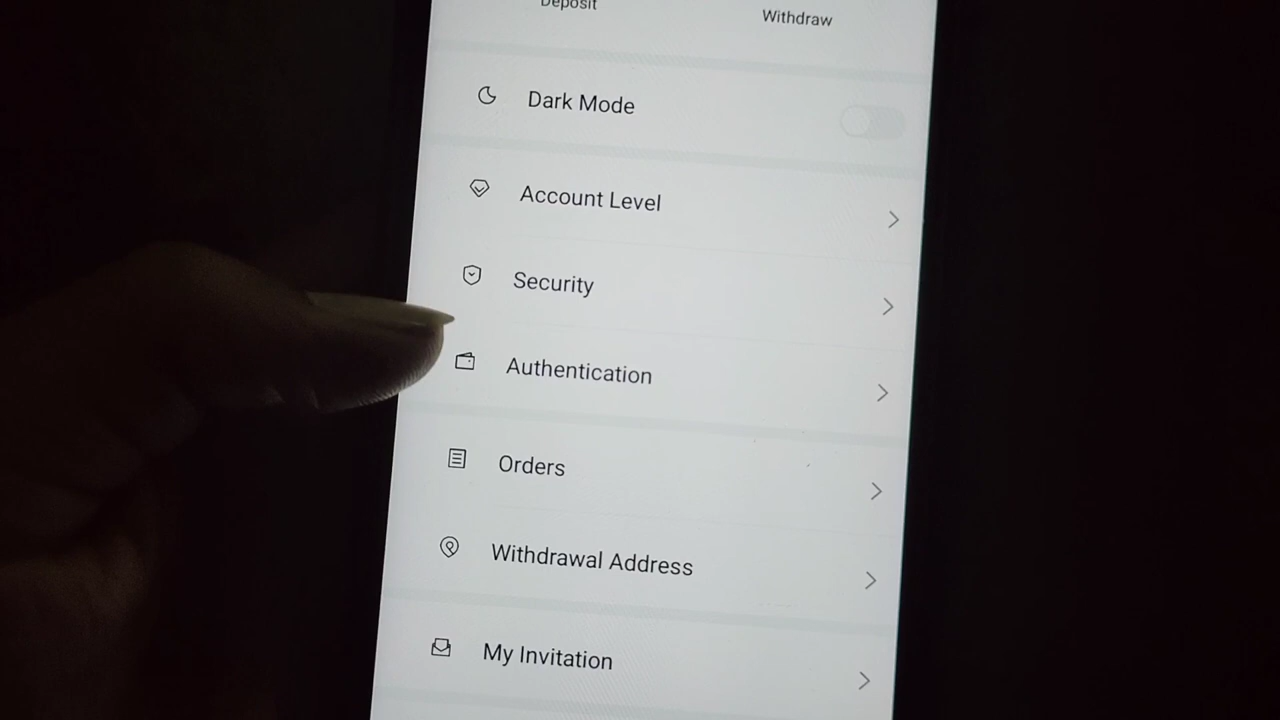 Deposit
Withdraw
Dark Mode
Account Level
Security
Authentication
Orders
Withdrawal Address
My Invitation